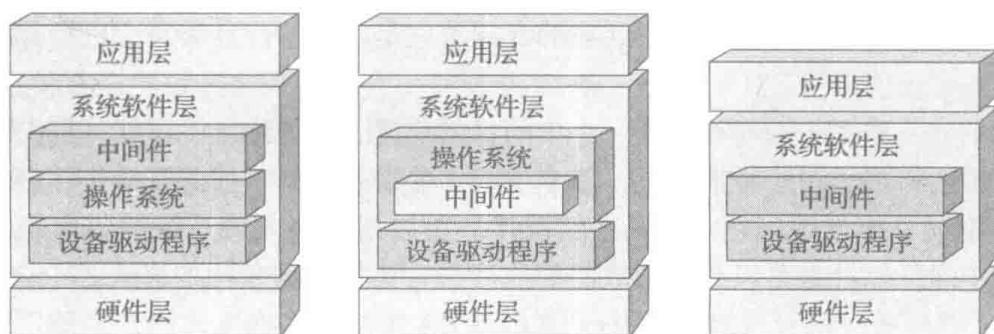 应用层
系统软件层
中间件
操作系统
设备驱动程序
硬件层
应用层
系统软件层
操作系统
中间件
设备驱动程序
硬件层
应用层
系统软件层
中间件
设备驱动程序
硬件层